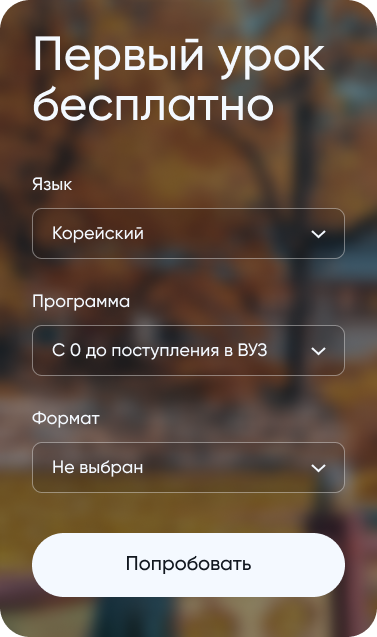 Первый урок
бесплатно
Язык
Корейский
Программа
С 0 до поступления в ВУЗ
Формат
Не выбран
Попробовать